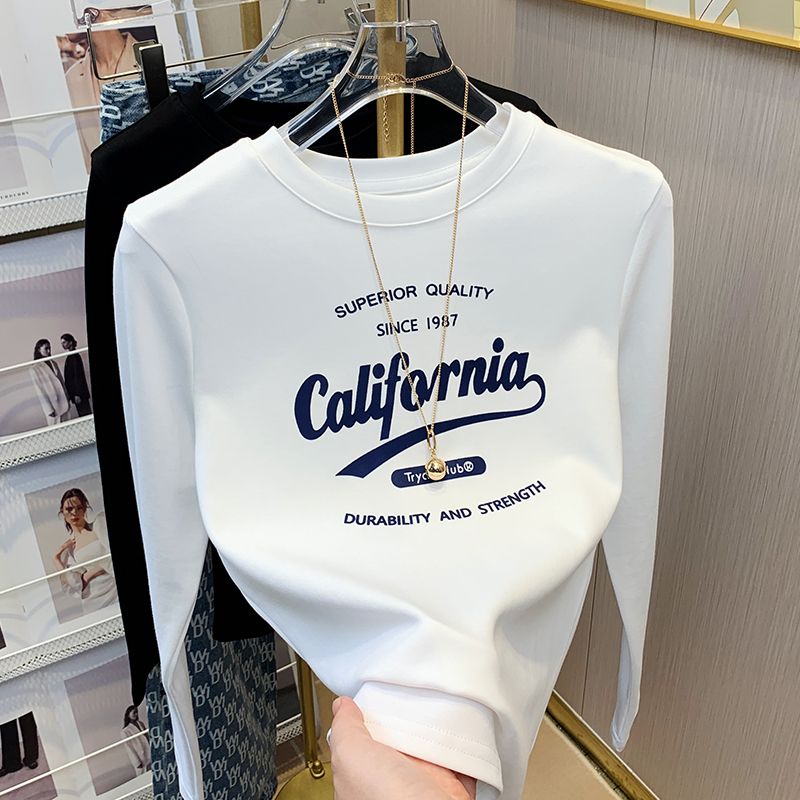 SUPERIOR QUALITY
SINCE 1987
California
DURABILITY AND STRENGTH